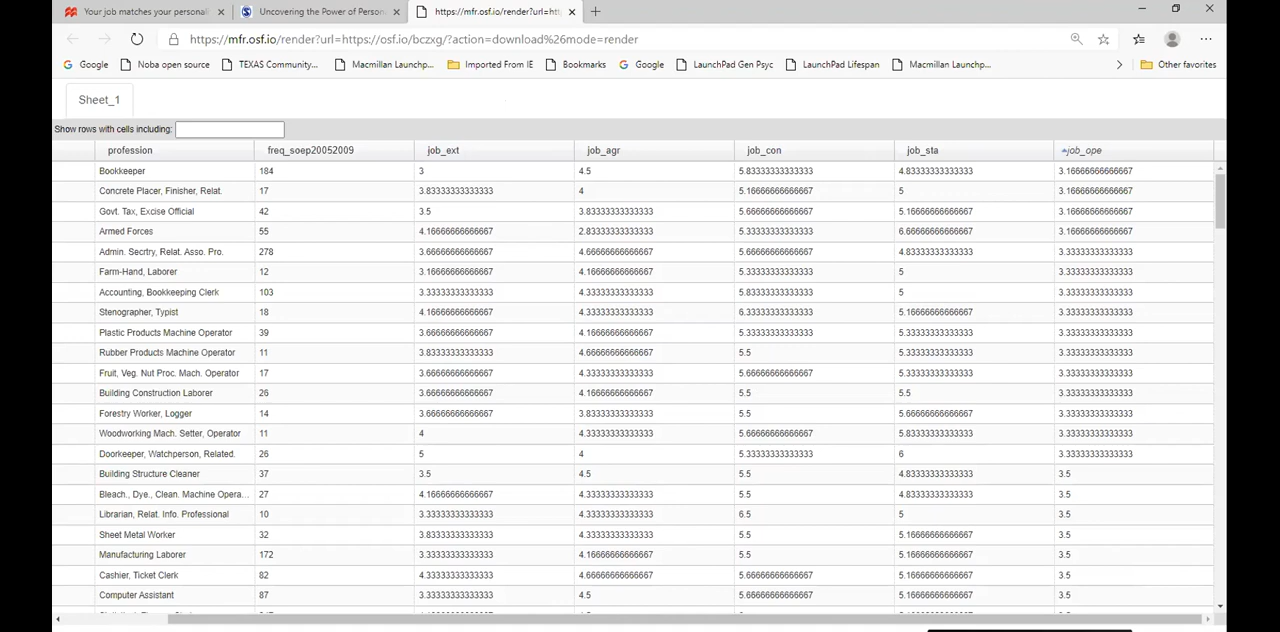 Your job matches your personali
Uncovering the Power of Person
https://mfr.osf.io/render?url=htt
https://mfr.osf.io/render?url=https://osf.io/bczxg/?action=download%26mode=render
Google
Noba open source
TEXAS Community...
Macmillan Launchp...
Imported From IE
Bookmarks
Google
LaunchPad Gen Psyc
LaunchPad Lifespan
Macmillan Launchp...
Other favorites
Sheet_1
Show rows with cells including:
profession freq_soep20052009 job_ext job_agr job_con job_sta job_ope
Bookkeeper 184 3 4.5 5.83333333333333 4.83333333333333 3.16666666666667
Concrete Placer, Finisher, Relat. 17 3.83333333333333 4 5.16666666666667 5 3.16666666666667
Govt. Tax, Excise Official 42 3.5 3.83333333333333 5.66666666666667 5.16666666666667 3.16666666666667
Armed Forces 55 4.16666666666667 2.83333333333333 5.33333333333333 6.66666666666667 3.16666666666667
Admin. Secrtry, Relat. Asso. Pro. 278 3.66666666666667 4.66666666666667 5.66666666666667 4.83333333333333 3.33333333333333
Farm-Hand, Laborer 12 3.16666666666667 4.16666666666667 5.33333333333333 5 3.33333333333333
Accounting, Bookkeeping Clerk 103 3.33333333333333 4.33333333333333 5.83333333333333 5 3.33333333333333
Stenographer, Typist 18 4.16666666666667 4.33333333333333 6.33333333333333 5.16666666666667 3.33333333333333
Plastic Products Machine Operator 39 3.66666666666667 4.16666666666667 5.33333333333333 5.33333333333333 3.33333333333333
Rubber Products Machine Operator 11 3.83333333333333 4.66666666666667 5.5 5.33333333333333 3.33333333333333
Fruit, Veg. Nut Proc. Mach. Operator 17 3.66666666666667 4.33333333333333 5.66666666666667 5.33333333333333 3.33333333333333
Building Construction Laborer 26 3.66666666666667 4.16666666666667 5.5 5.5 3.33333333333333
Forestry Worker, Logger 14 3.66666666666667 3.83333333333333 5.5 5.66666666666667 3.33333333333333
Woodworking Mach. Setter, Operator 11 4 4.33333333333333 5.66666666666667 5.83333333333333 3.33333333333333
Doorkeeper, Watchperson, Related. 26 5 4 5.33333333333333 6 3.33333333333333
Building Structure Cleaner 37 3.5 4.5 5.5 4.83333333333333 3.5
Bleach., Dye., Clean. Machine Opera... 27 4.16666666666667 4.33333333333333 5.5 4.83333333333333 3.5
Librarian, Relat. Info. Professional 10 3.33333333333333 4.33333333333333 6.5 5 3.5
Sheet Metal Worker 32 3.83333333333333 4.33333333333333 5.5 5.16666666666667 3.5
Manufacturing Laborer 172 3.33333333333333 4.16666666666667 5.5 5.16666666666667 3.5
Cashier, Ticket Clerk 82 4.33333333333333 4.66666666666667 5.66666666666667 5.16666666666667 3.5
Computer Assistant 87 3.33333333333333 4.5 5.66666666666667 5.16666666666667 3.5